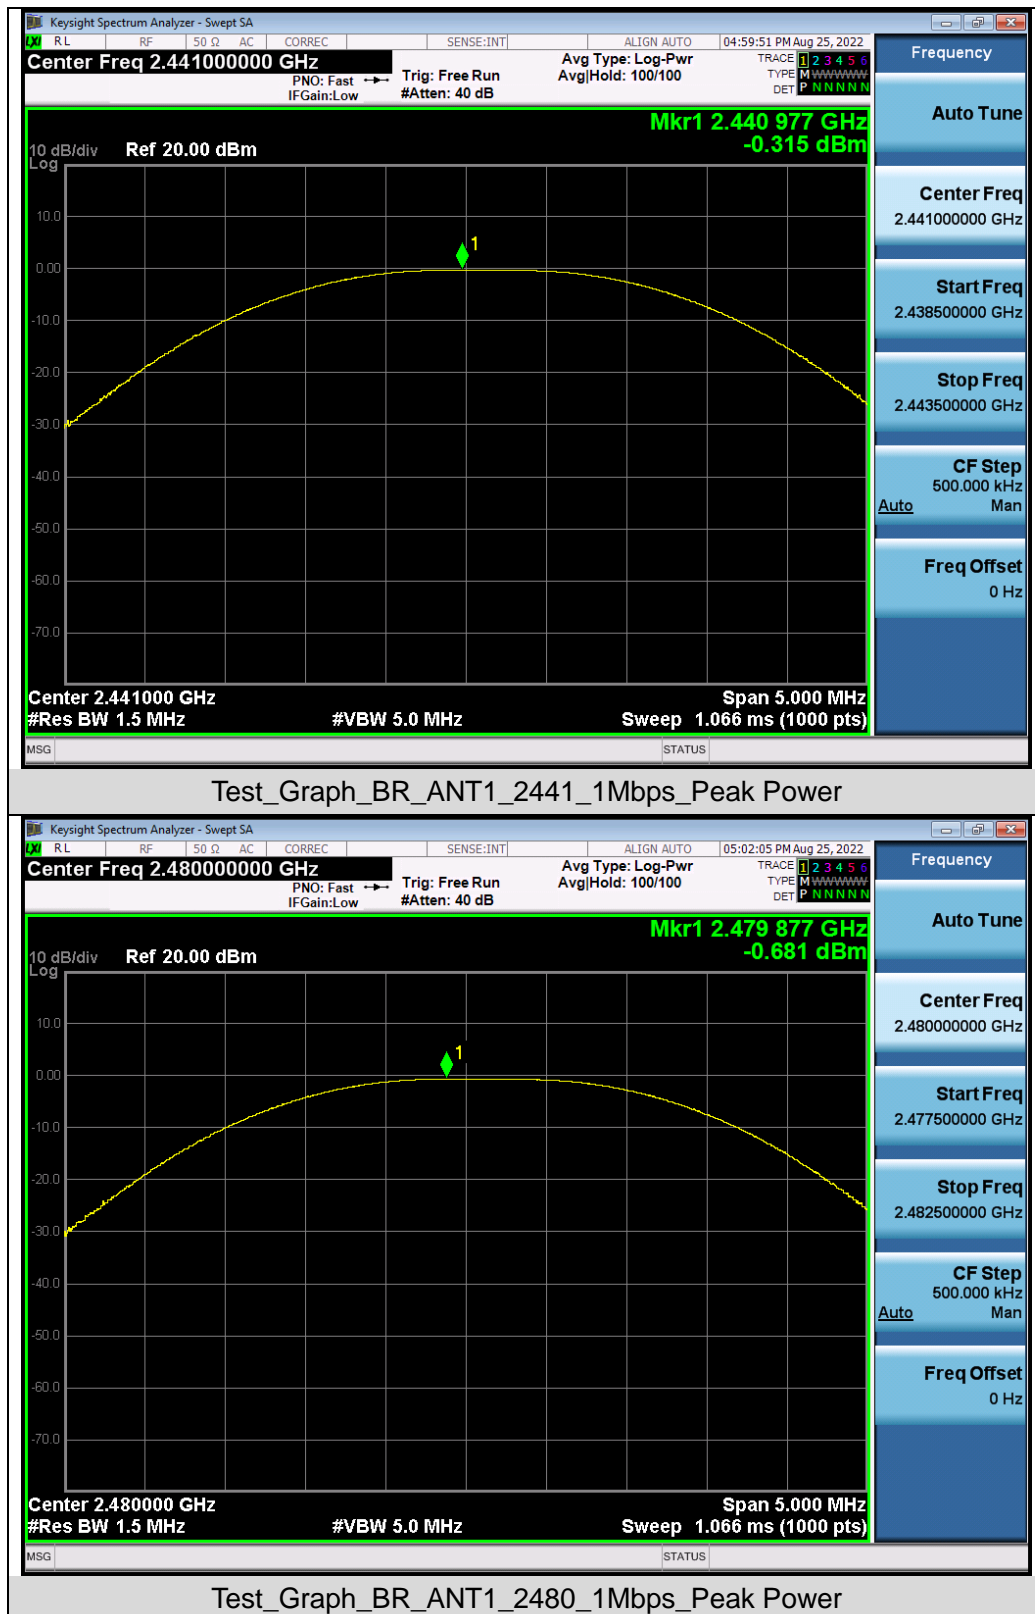 Keysight Spectrum Analyzer - Swept SA
LXI RL RF 50 Ω AC CORREC SENSE:INT ALIGN AUTO 04:59:51 PM Aug 25, 2022
Center Freq 2.441000000 GHz
PNO: Fast
IFGain:Low
Trig: Free Run
#Atten: 40 dB
Avg Type: Log-Pwr
Avg|Hold: 100/100
TRACE 1 2 3 4 5 6
TYPE M W W W W W
DET P N N N N N
Mkr1 2.440 977 GHz
-0.315 dBm
10 dB/div Ref 20.00 dBm
Log
10.0
1
0.00
-10.0
-20.0
-30.0
-40.0
-50.0
-60.0
-70.0
Center 2.441000 GHz Span 5.000 MHz
#Res BW 1.5 MHz #VBW 5.0 MHz Sweep 1.066 ms (1000 pts)
MSG STATUS
Frequency
Auto Tune
Center Freq
2.441000000 GHz
Start Freq
2.438500000 GHz
Stop Freq
2.443500000 GHz
CF Step
500.000 kHz
Auto Man
Freq Offset
0 Hz
Test_Graph_BR_ANT1_2441_1Mbps_Peak Power
Keysight Spectrum Analyzer - Swept SA
LXI RL RF 50 Ω AC CORREC SENSE:INT ALIGN AUTO 05:02:05 PM Aug 25, 2022
Center Freq 2.480000000 GHz
PNO: Fast
IFGain:Low
Trig: Free Run
#Atten: 40 dB
Avg Type: Log-Pwr
Avg|Hold: 100/100
TRACE 1 2 3 4 5 6
TYPE M W W W W W
DET P N N N N N
Mkr1 2.479 877 GHz
-0.681 dBm
10 dB/div Ref 20.00 dBm
Log
10.0
1
0.00
-10.0
-20.0
-30.0
-40.0
-50.0
-60.0
-70.0
Center 2.480000 GHz Span 5.000 MHz
#Res BW 1.5 MHz #VBW 5.0 MHz Sweep 1.066 ms (1000 pts)
MSG STATUS
Frequency
Auto Tune
Center Freq
2.480000000 GHz
Start Freq
2.477500000 GHz
Stop Freq
2.482500000 GHz
CF Step
500.000 kHz
Auto Man
Freq Offset
0 Hz
Test_Graph_BR_ANT1_2480_1Mbps_Peak Power